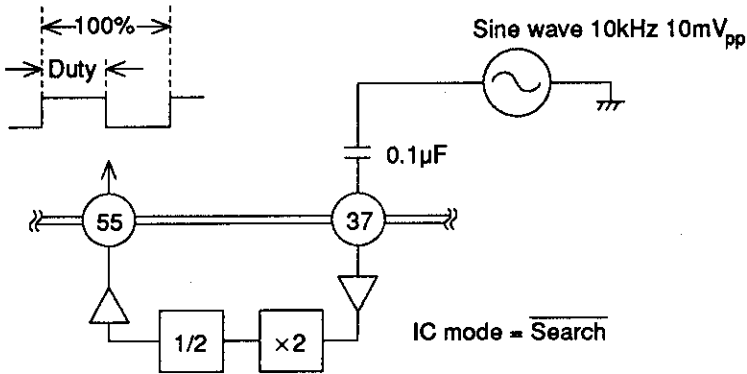 100%
Duty
Sine wave 10kHz 10mVpp
0.1µF
55
37
1/2
×2
IC mode = Search